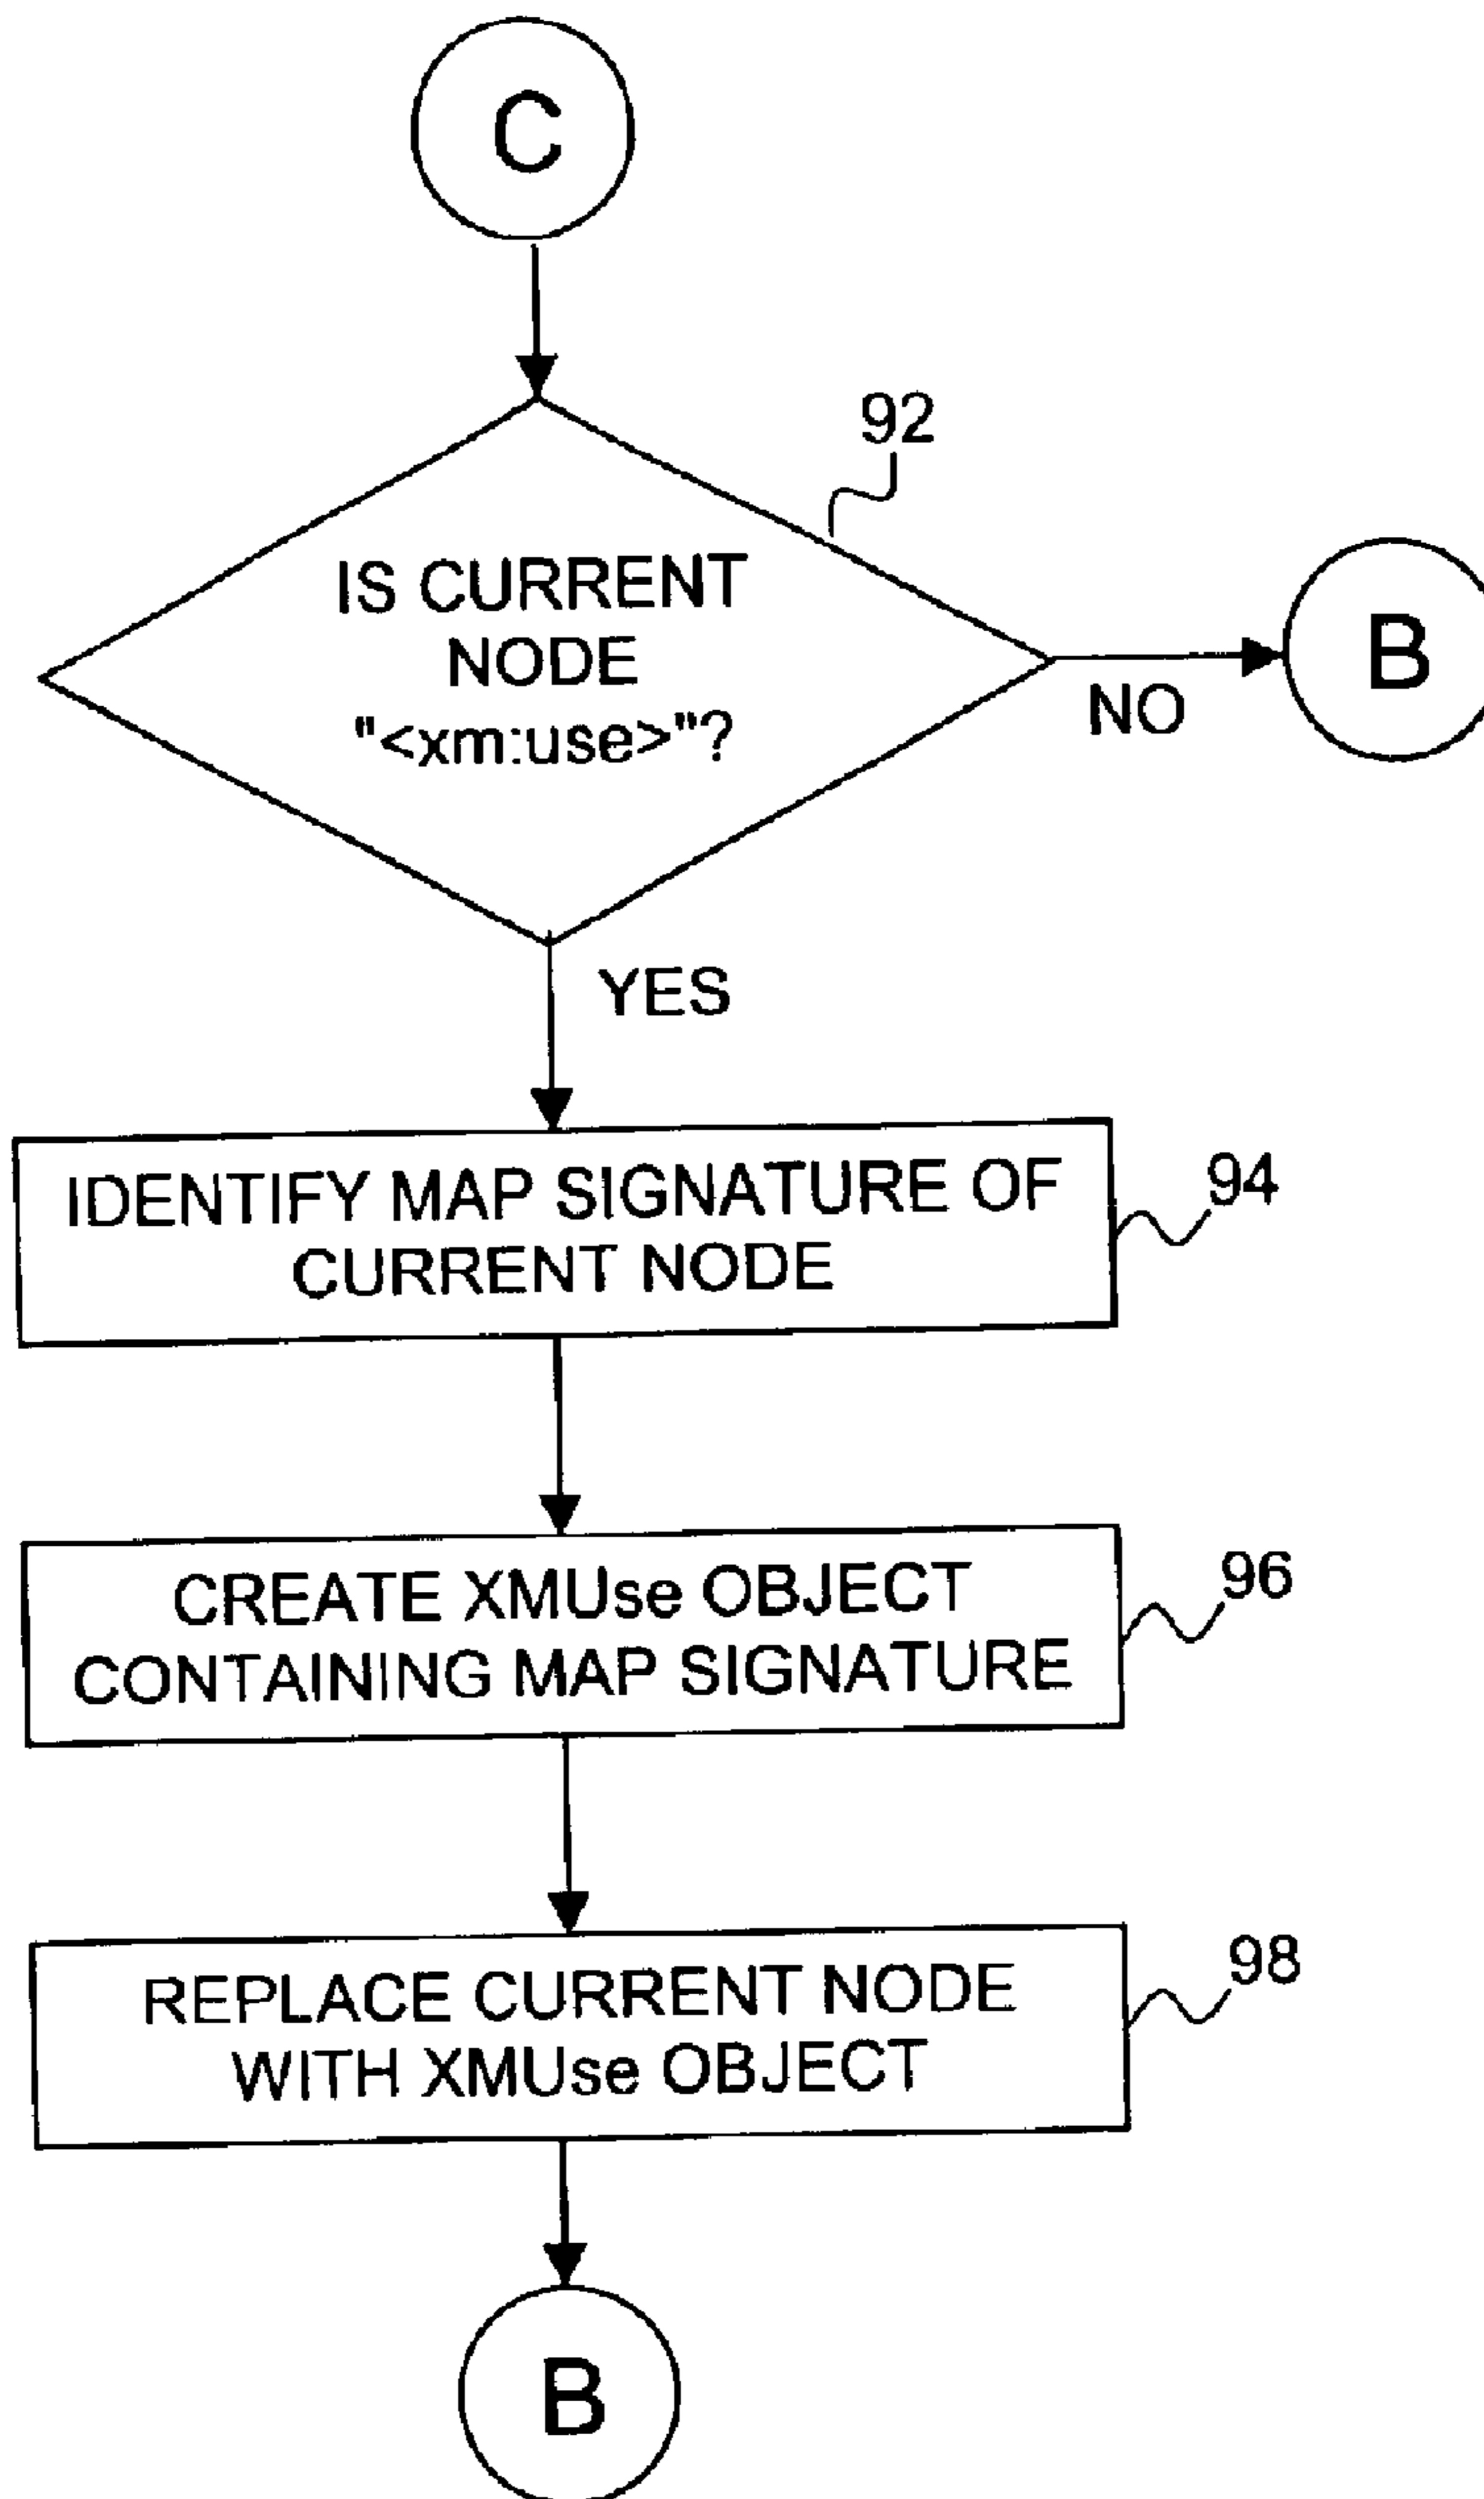 C
92
IS CURRENT
NODE
"<xm:use>"?
B
NO
YES
IDENTIFY MAP SIGNATURE OF
CURRENT NODE
94
CREATE XMUse OBJECT
CONTAINING MAP SIGNATURE
96
REPLACE CURRENT NODE
WITH XMUse OBJECT
98
B